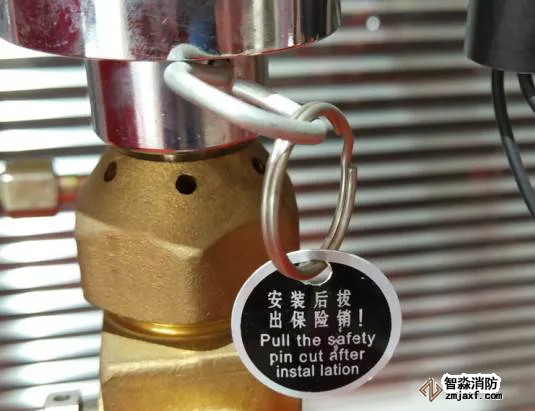 安装后拔
出保险销！
Pull the safety
pin cut after
instal lation
智淼消防
zmjaxf.com